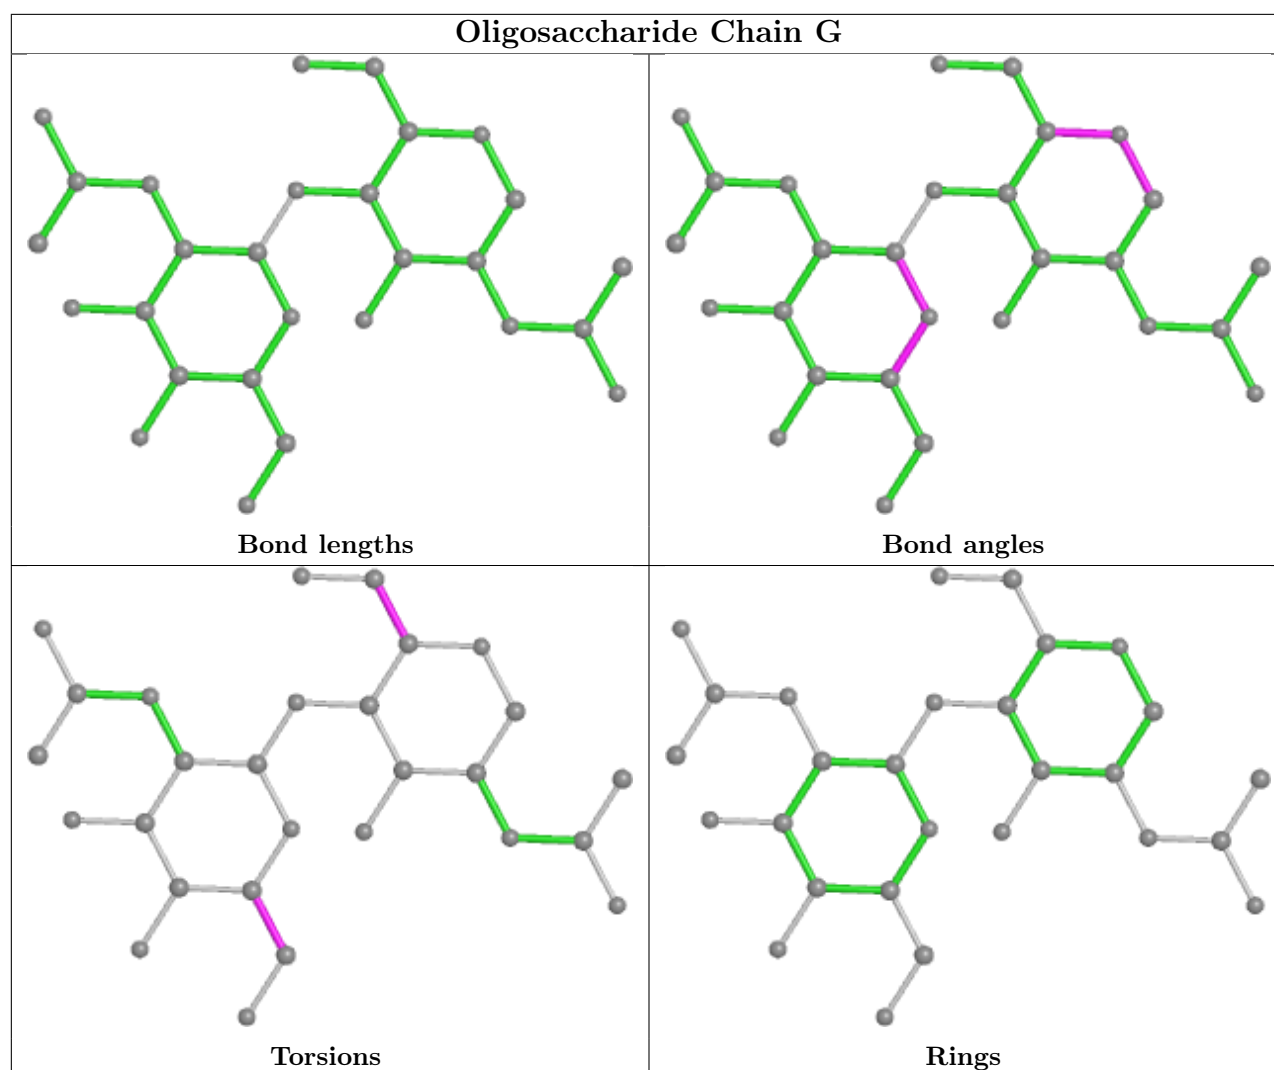 Oligosaccharide Chain G
Bond lengths
Bond angles
Torsions
Rings